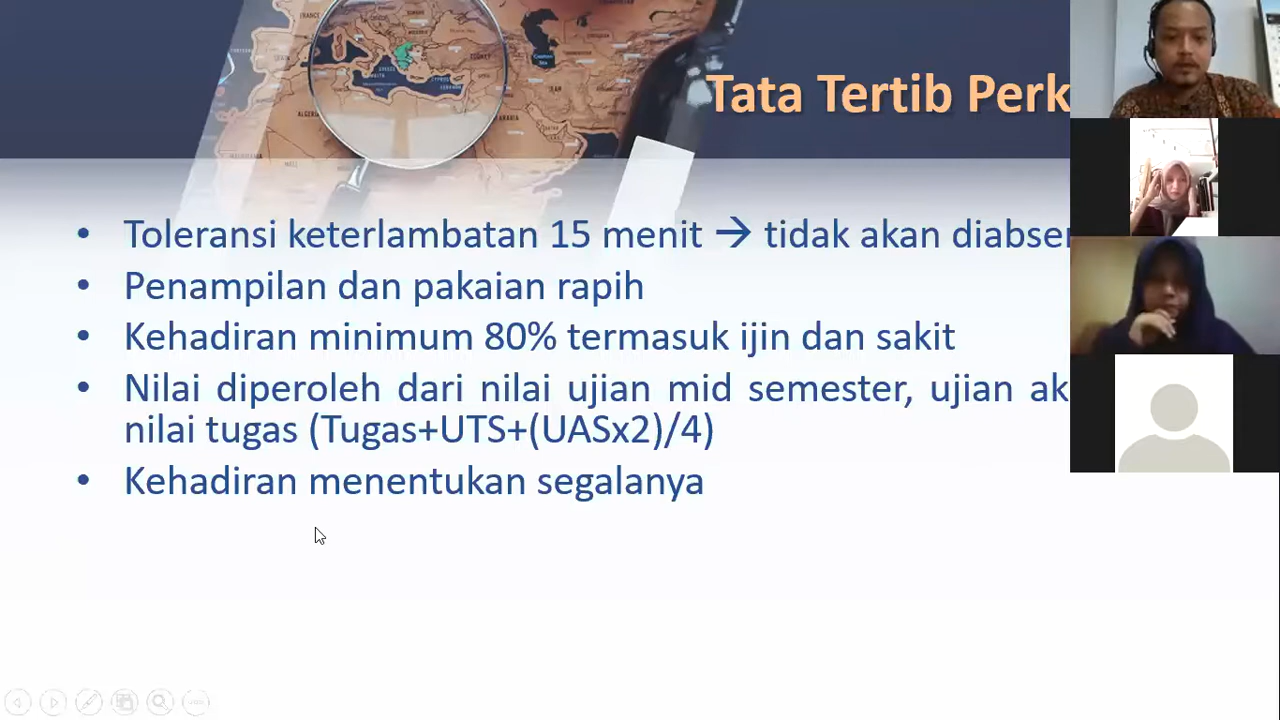 Tata Tertib Perk
• Toleransi keterlambatan 15 menit → tidak akan diabsen
• Penampilan dan pakaian rapih
• Kehadiran minimum 80% termasuk ijin dan sakit
• Nilai diperoleh dari nilai ujian mid semester, ujian ak
nilai tugas (Tugas+UTS+(UASx2)/4)
• Kehadiran menentukan segalanya